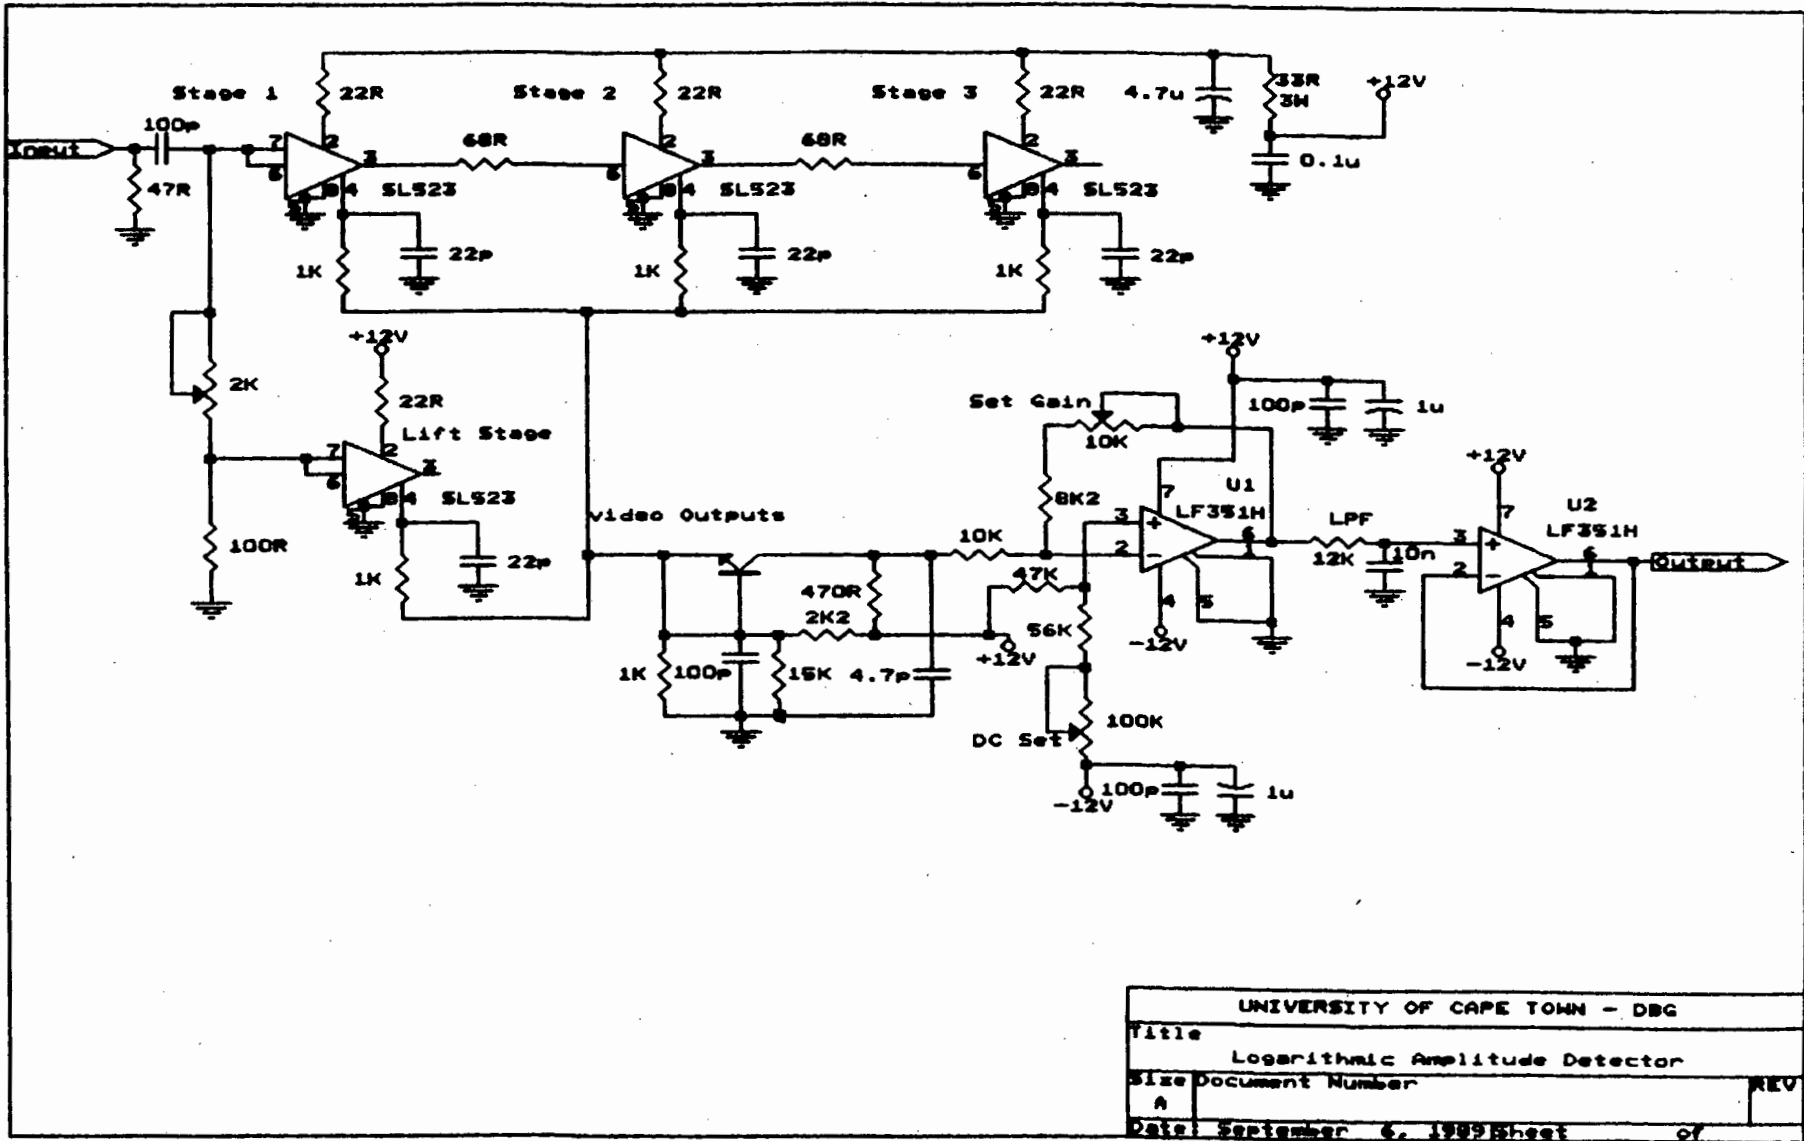 Stage 1
22R
Stage 2
22R
Stage 3
22R
4.7u
33R
3W
+12V
100p
Input
7
6
2
3
68R
6
2
3
68R
6
2
3
0.1u
47R
5
8
4
SL523
5
8
4
SL523
5
8
4
SL523
1K
22p
1K
22p
1K
22p
+12V
+12V
2K
22R
Set Gain
10K
100p
1u
Lift Stage
7
6
2
3
5
8
4
SL523
8K2
7
U1
LF351H
+12V
7
U2
LF351H
Video Outputs
100R
1K
22p
10K
3
2
6
1
LPF
12K
10n
3
2
6
1
Output
47K
470R
2K2
56K
4
5
-12V
4
5
-12V
+12V
1K
100p
15K
4.7p
100K
DC Set
-12V
100p
1u
UNIVERSITY OF CAPE TOWN - DBG
Title
Logarithmic Amplitude Detector
Size
Document Number
REV
A
Date: September 6, 1989
Sheet of